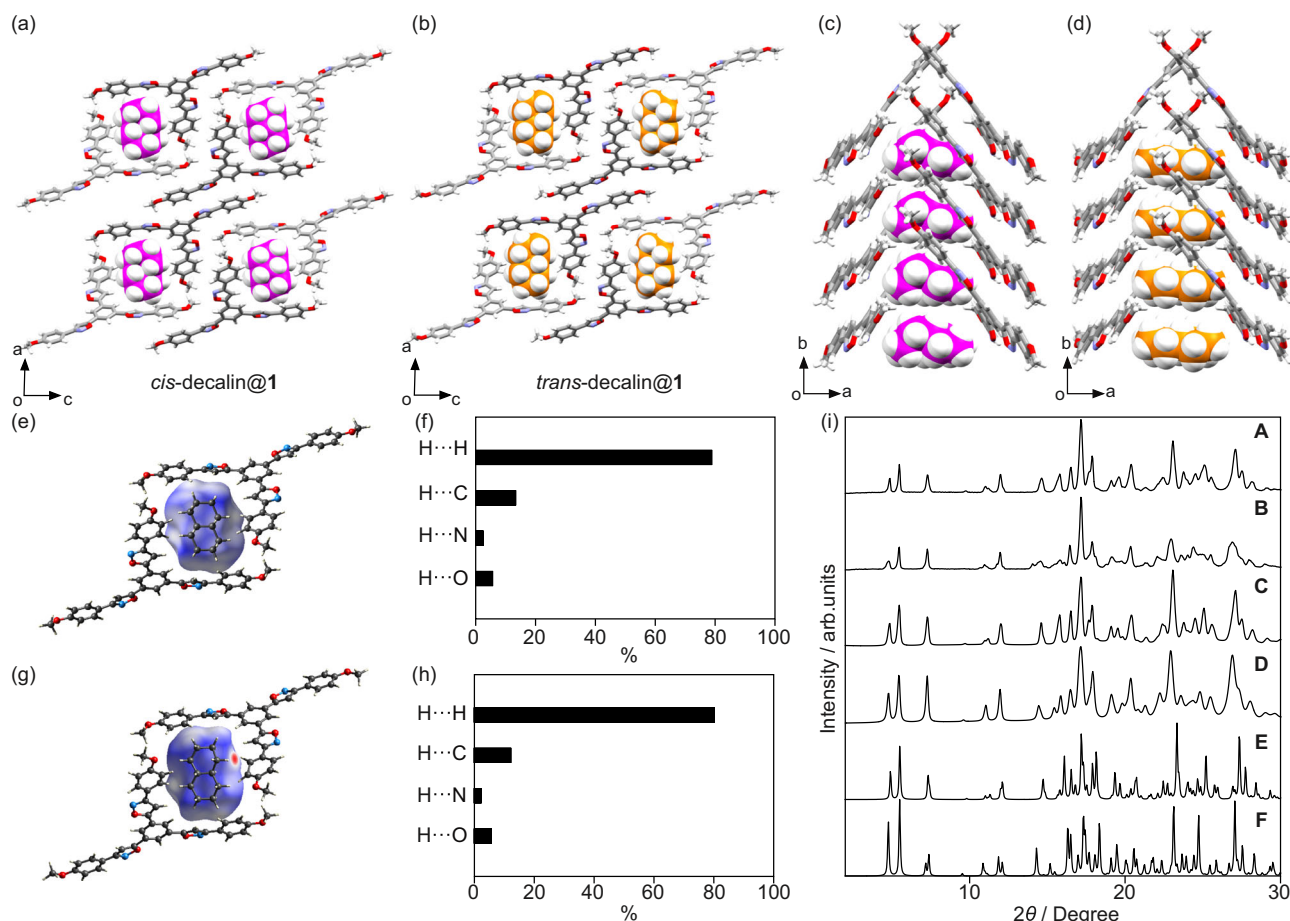 (a)
(b)
(c)
(d)
a
o
c
cis-decalin@1
a
o
c
trans-decalin@1
b
o
a
b
o
a
(e)
(f)
H···H
H···C
H···N
H···O
0
20
40
60
80
100
%
(g)
(h)
H···H
H···C
H···N
H···O
0
20
40
60
80
100
%
(i)
Intensity / arb.units
A
B
C
D
E
F
10
20
30
2θ / Degree